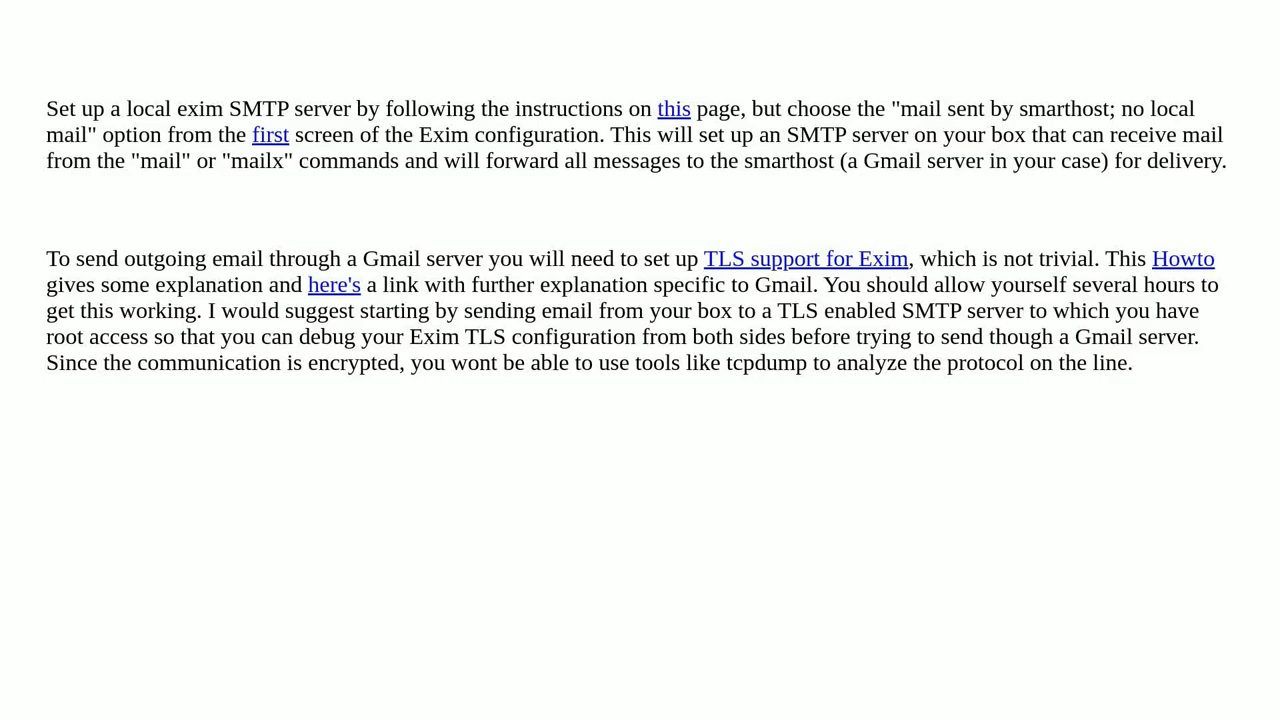 Set up a local exim SMTP server by following the instructions on this page, but choose the "mail sent by smarthost; no local
mail" option from the first screen of the Exim configuration. This will set up an SMTP server on your box that can receive mail
from the "mail" or "mailx" commands and will forward all messages to the smarthost (a Gmail server in your case) for delivery.
To send outgoing email through a Gmail server you will need to set up TLS support for Exim, which is not trivial. This Howto
gives some explanation and here's a link with further explanation specific to Gmail. You should allow yourself several hours to
get this working. I would suggest starting by sending email from your box to a TLS enabled SMTP server to which you have
root access so that you can debug your Exim TLS configuration from both sides before trying to send though a Gmail server.
Since the communication is encrypted, you wont be able to use tools like tcpdump to analyze the protocol on the line.